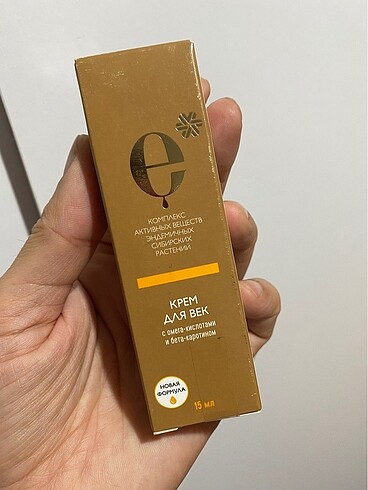 e
КОМПЛЕКС
АКТИВНЫХ ВЕЩЕСТВ
ЭНДЕМИЧНЫХ
СИБИРСКИХ
РАСТЕНИЙ
КРЕМ
ДЛЯ ВЕК
с омега-кислотами
и бета-каротином
НОВАЯ
ФОРМУЛА
15 мл